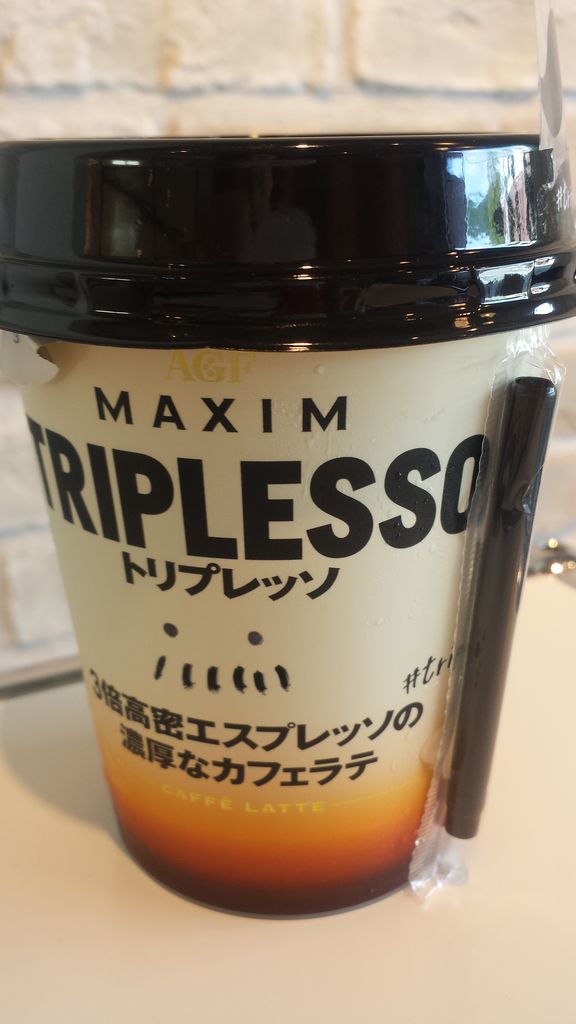 AGF
MAXIM
TRIPLESSO
トリプレッソ
#tri
3倍高密エスプレッソの
濃厚なカフェラテ
CAFFÈ LATTE